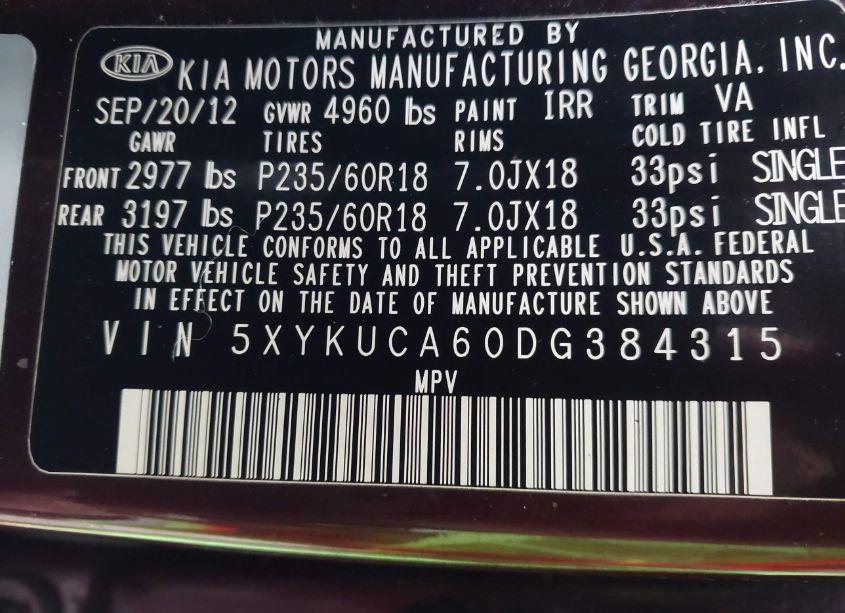 MANUFACTURED BY
KIA KIA MOTORS MANUFACTURING GEORGIA, INC.
SEP/20/12 GVWR 4960 lbs PAINT IRR TRIM VA
GAWR TIRES RIMS COLD TIRE INFL
FRONT 2977 lbs P235/60R18 7.0JX18 33psi SINGLE
REAR 3197 lbs P235/60R18 7.0JX18 33psi SINGLE
THIS VEHICLE CONFORMS TO ALL APPLICABLE U.S.A. FEDERAL
MOTOR VEHICLE SAFETY AND THEFT PREVENTION STANDARDS
IN EFFECT ON THE DATE OF MANUFACTURE SHOWN ABOVE
VIN 5XYKUCA60DG384315
MPV